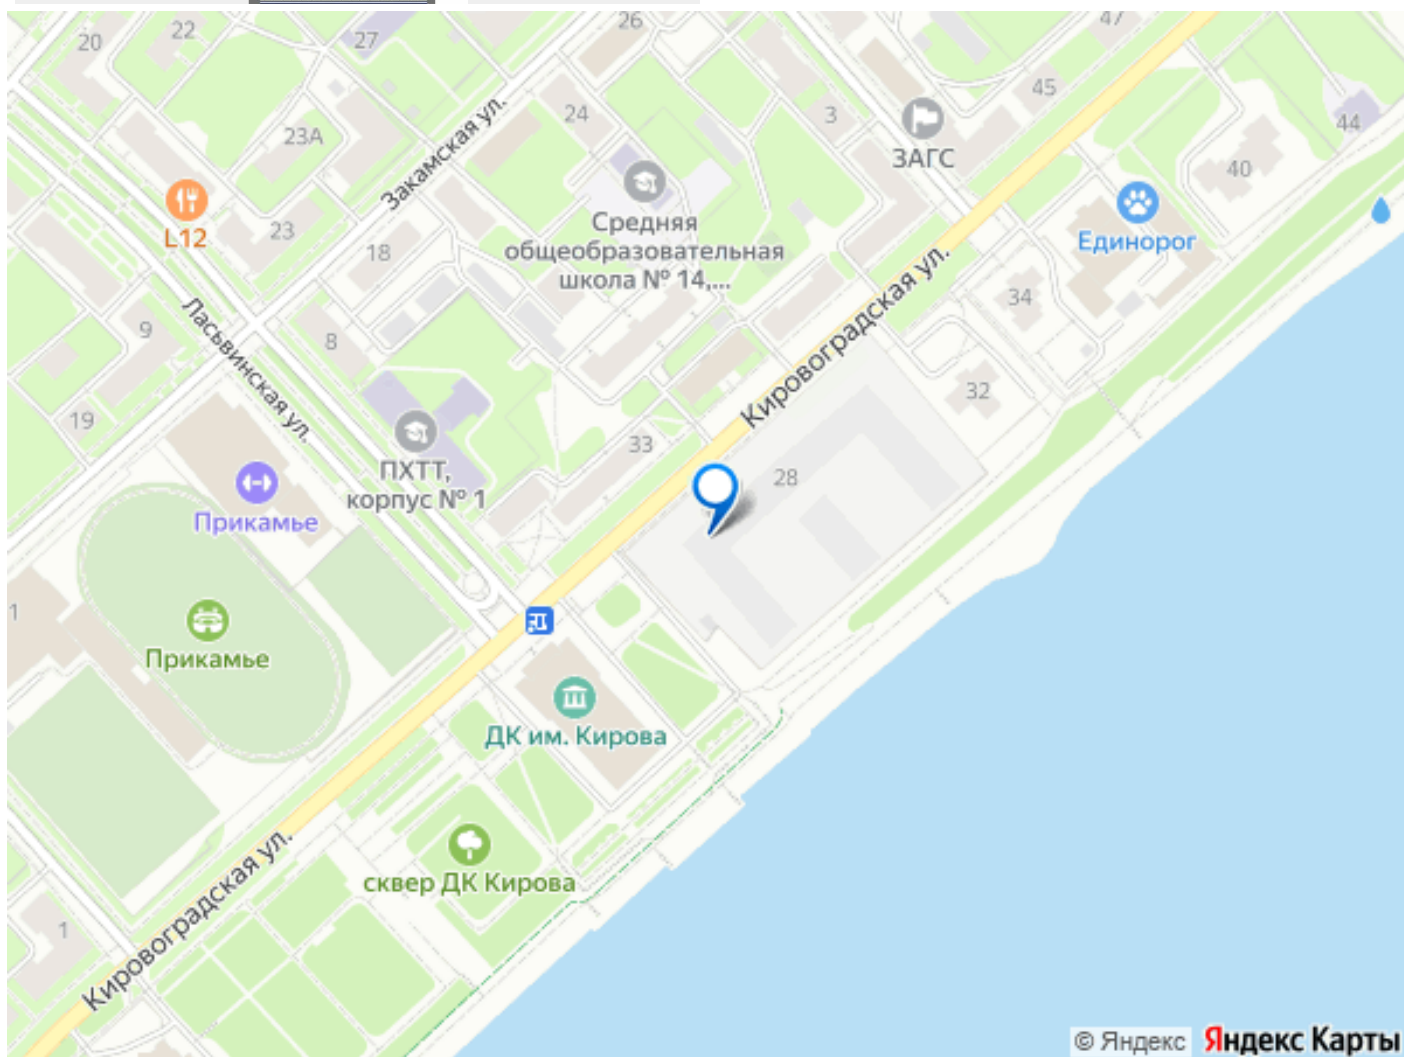 20
22
27
26
47
23А
24
Закамская ул.
3
45
44
ЗАГС
40
L12
23
18
Средняя
общеобразовательная
школа № 14,...
Единорог
9
Ласьвинская ул.
8
34
Кировоградская ул.
19
32
33
28
ПХТТ,
корпус № 1
Прикамье
1
Прикамье
ДК им. Кирова
сквер ДК Кирова
1
Кировоградская ул.
© Яндекс Яндекс Карты